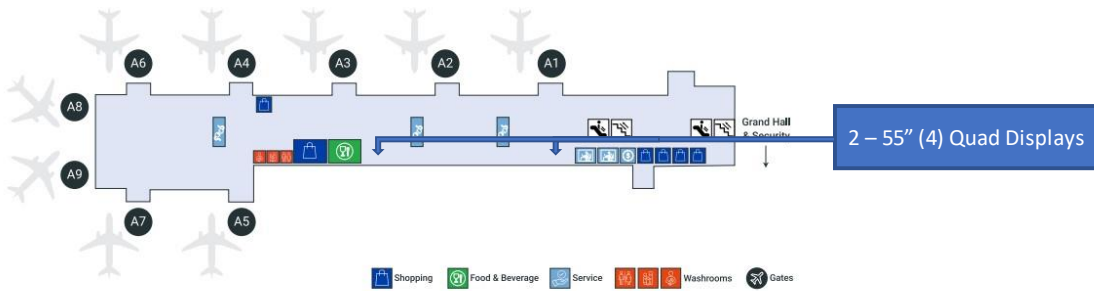 A6
A4
A3
A2
A1
A8
Grand Hall
& Security
2 – 55” (4) Quad Displays
A9
A7
A5
Shopping
Food & Beverage
Service
Washrooms
Gates